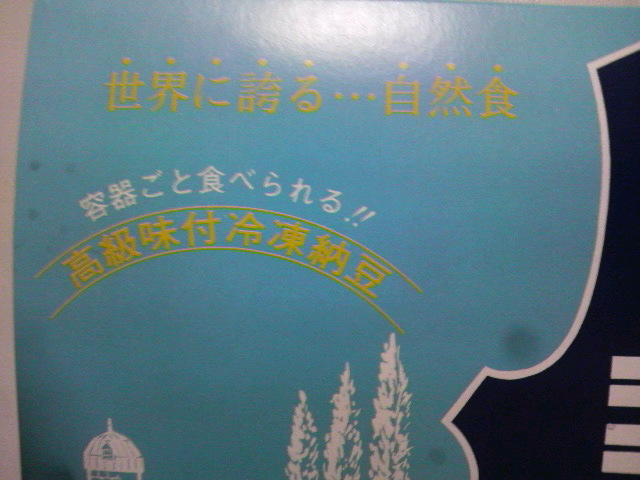 世界に誇る…自然食
容器ごと食べられる!!
高級味付冷凍納豆